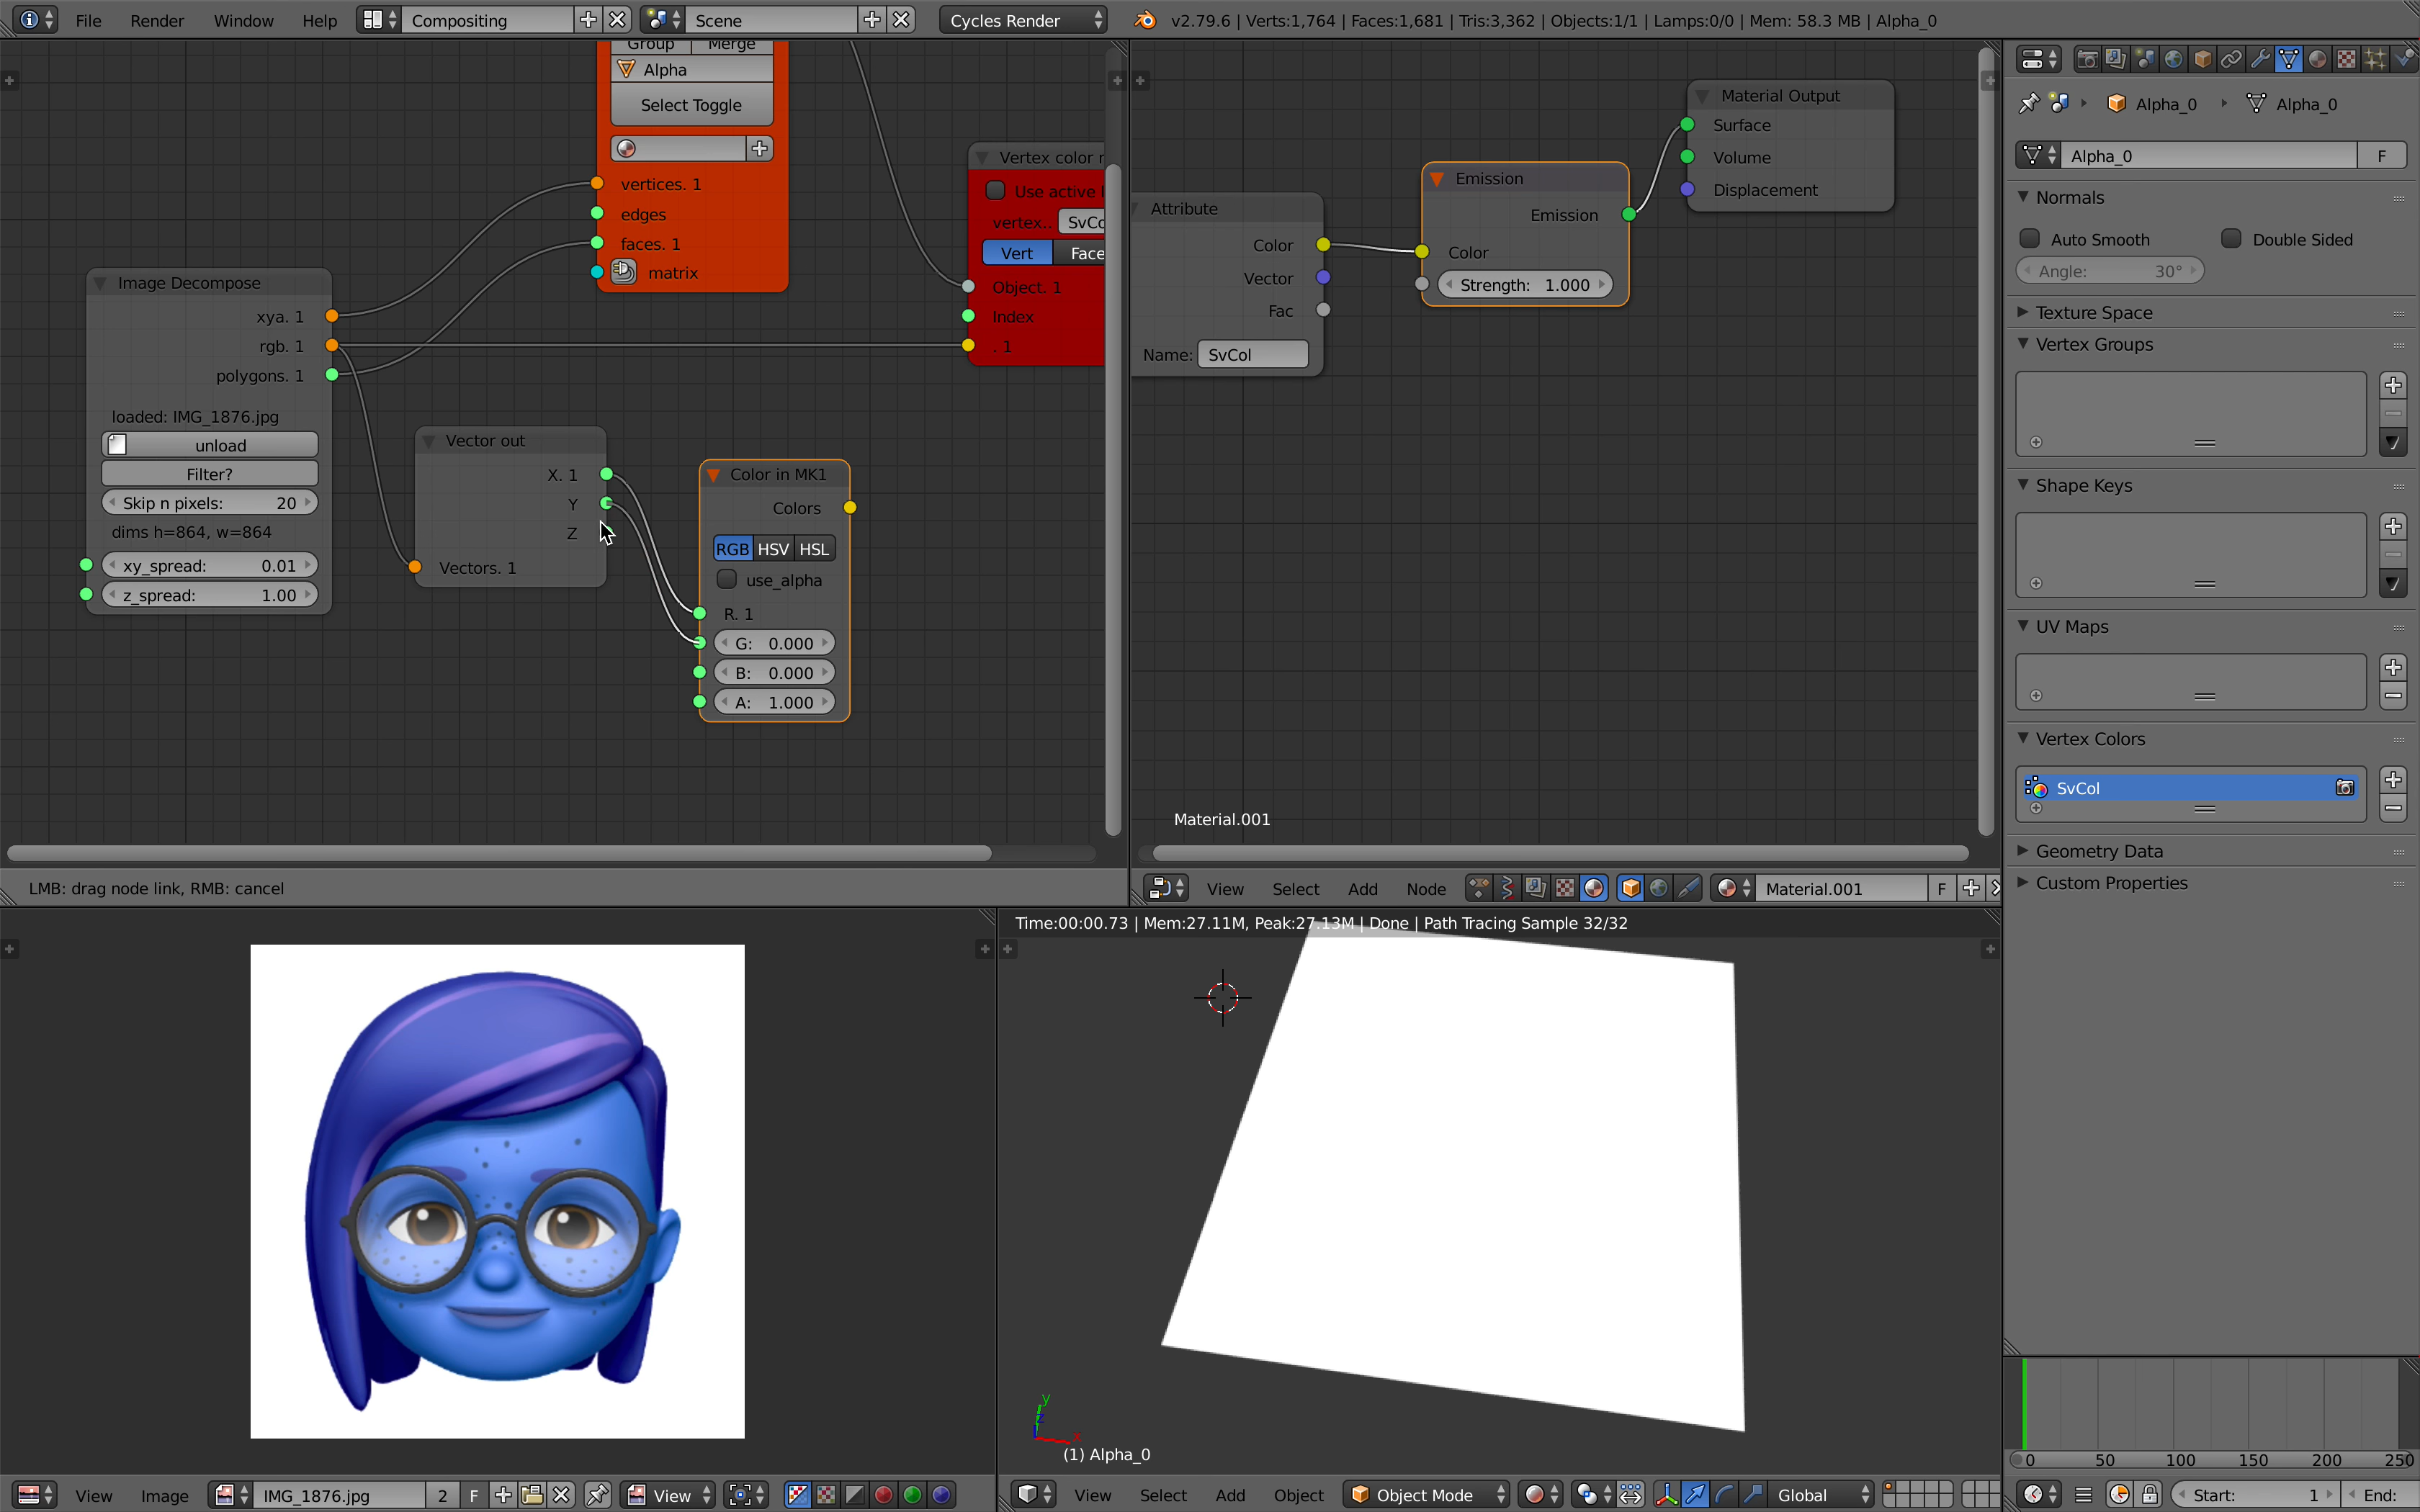 File Render Window Help Compositing Scene Cycles Render v2.79.6 | Verts:1,764 | Faces:1,681 | Tris:3,362 | Objects:1/1 | Lamps:0/0 | Mem: 58.3 MB | Alpha_0
Group Merge
Alpha
Select Toggle
vertices. 1
edges
faces. 1
matrix
Vertex color
Use active
vertex.. SvCo
Vert Face
Object. 1
Index
. 1
Image Decompose
xya. 1
rgb. 1
polygons. 1
loaded: IMG_1876.jpg
unload
Filter?
Skip n pixels: 20
dims h=864, w=864
xy_spread: 0.01
z_spread: 1.00
Vector out
X. 1
Y
Z
Vectors. 1
Color in MK1
Colors
RGB HSV HSL
use_alpha
R. 1
G: 0.000
B: 0.000
A: 1.000
LMB: drag node link, RMB: cancel
Attribute
Color
Vector
Fac
Name: SvCol
Emission
Emission
Color
Strength: 1.000
Material Output
Surface
Volume
Displacement
Material.001
View Select Add Node Material.001 F
Alpha_0 Alpha_0
Alpha_0 F
Normals
Auto Smooth Double Sided
Angle: 30°
Texture Space
Vertex Groups
Shape Keys
UV Maps
Vertex Colors
SvCol
Geometry Data
Custom Properties
Time:00:00.73 | Mem:27.11M, Peak:27.13M | Done | Path Tracing Sample 32/32
y
z
x
(1) Alpha_0
View Image IMG_1876.jpg 2 F View
View Select Add Object Object Mode Global
0 50 100 150 200 250
Start: 1 End: